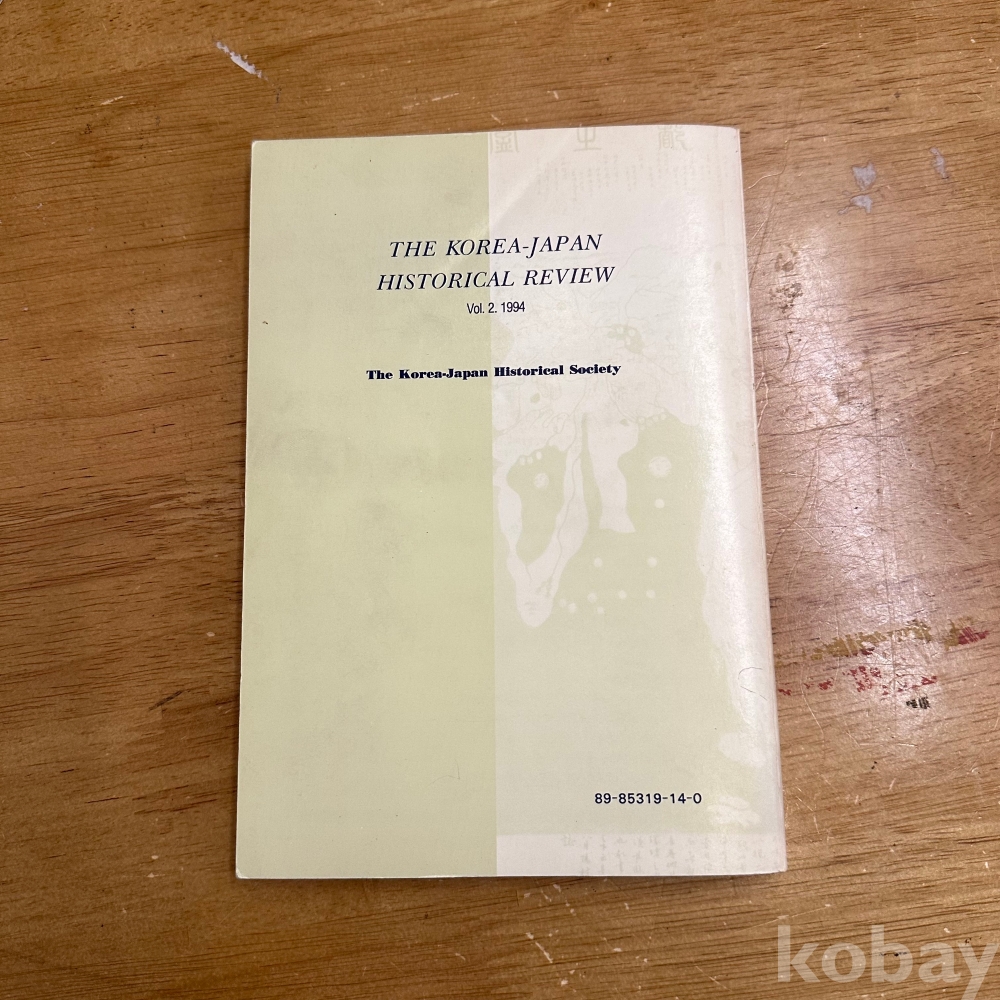 THE KOREA-JAPAN
HISTORICAL REVIEW
Vol. 2. 1994
The Korea-Japan Historical Society
89-85319-14-0
kobay